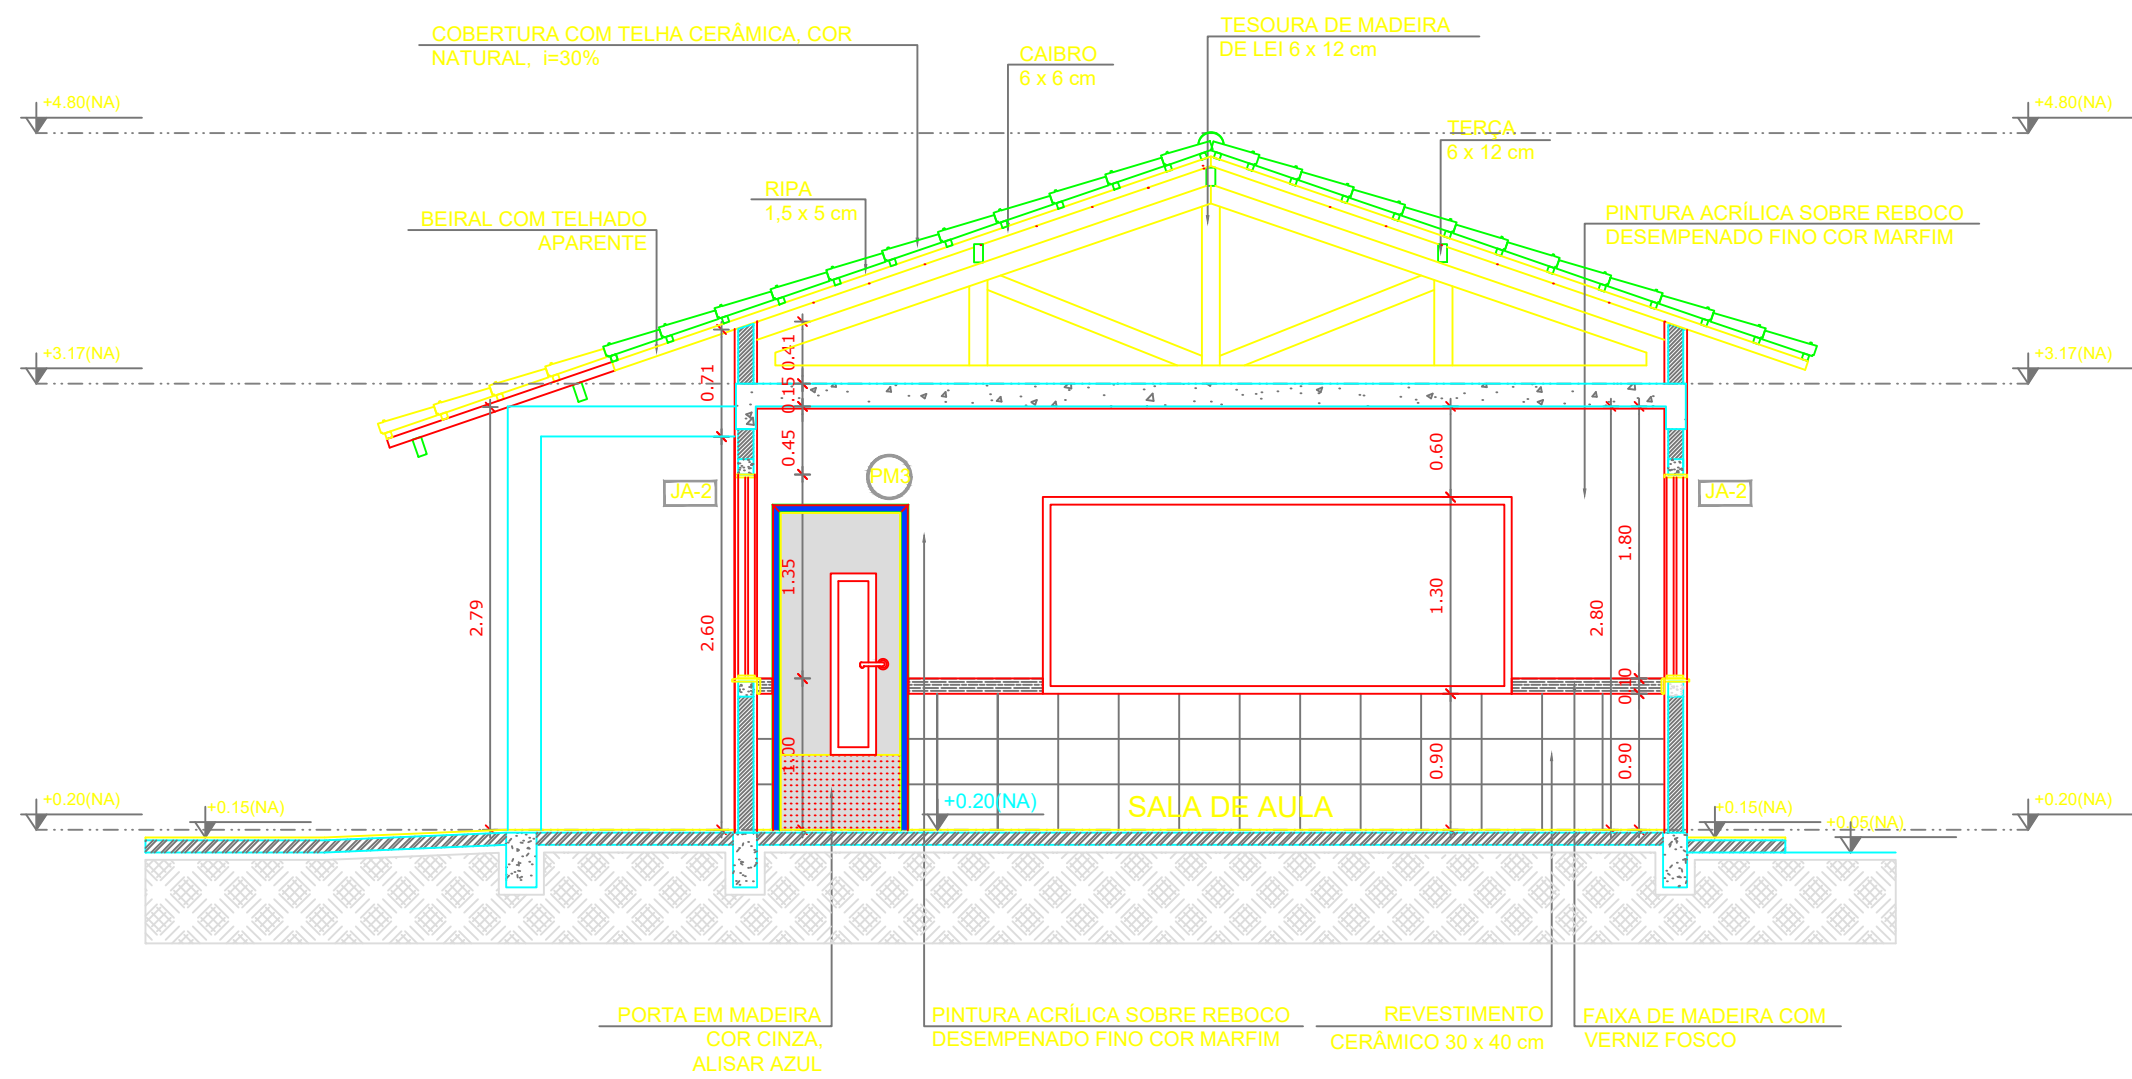 COBERTURA COM TELHA CERÂMICA, COR
NATURAL, i=30%
CAIBRO
6 x 6 cm
TESOURA DE MADEIRA
DE LEI 6 x 12 cm
+4.80(NA)
+4.80(NA)
TERÇA
6 x 12 cm
RIPA
1,5 x 5 cm
BEIRAL COM TELHADO
APARENTE
PINTURA ACRÍLICA SOBRE REBOCO
DESEMPENADO FINO COR MARFIM
+3.17(NA)
+3.17(NA)
0.41
0.71
0.15
0.45
0.60
PM3
JA-2
JA-2
1.35
1.80
1.30
2.79
2.60
2.80
0.10
1.00
0.90
0.90
+0.20(NA)
+0.15(NA)
+0.20(NA)
SALA DE AULA
+0.15(NA)
+0.05(NA)
+0.20(NA)
PORTA EM MADEIRA
COR CINZA,
ALISAR AZUL
PINTURA ACRÍLICA SOBRE REBOCO
DESEMPENADO FINO COR MARFIM
REVESTIMENTO
CERÂMICO 30 x 40 cm
FAIXA DE MADEIRA COM
VERNIZ FOSCO